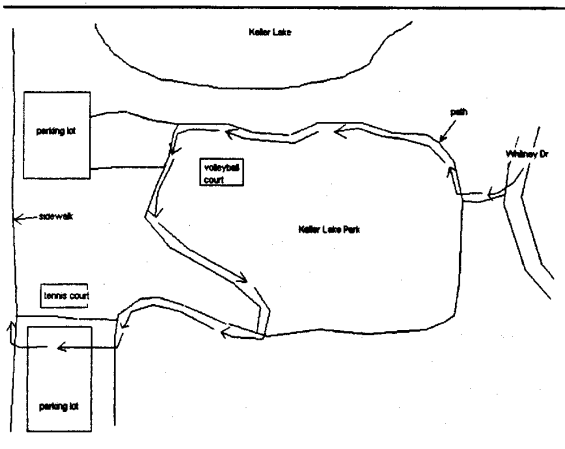 Keller Lake
path
parking lot
Whitney Dr
volleyball
court
sidewalk
Keller Lake Park
tennis court
parking lot